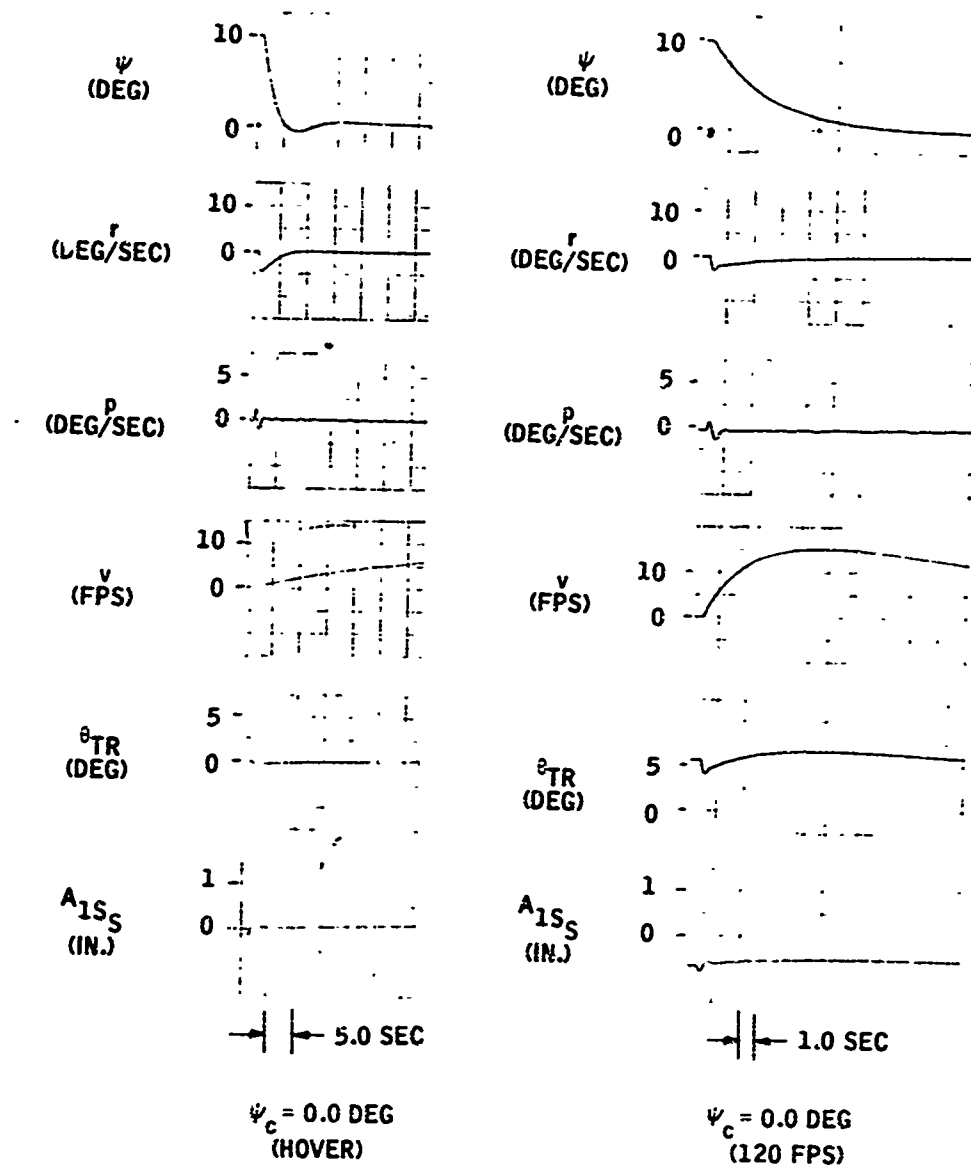 ψ
(DEG)
10
0
r
(DEG/SEC)
10
0
p
(DEG/SEC)
5
0
v
(FPS)
10
0
θTR
(DEG)
5
0
A1SS
(IN.)
1
0
5.0 SEC
ψc = 0.0 DEG
(HOVER)
ψ
(DEG)
10
0
r
(DEG/SEC)
10
0
p
(DEG/SEC)
5
0
v
(FPS)
10
0
θTR
(DEG)
5
0
A1SS
(IN.)
1
0
1.0 SEC
ψc = 0.0 DEG
(120 FPS)